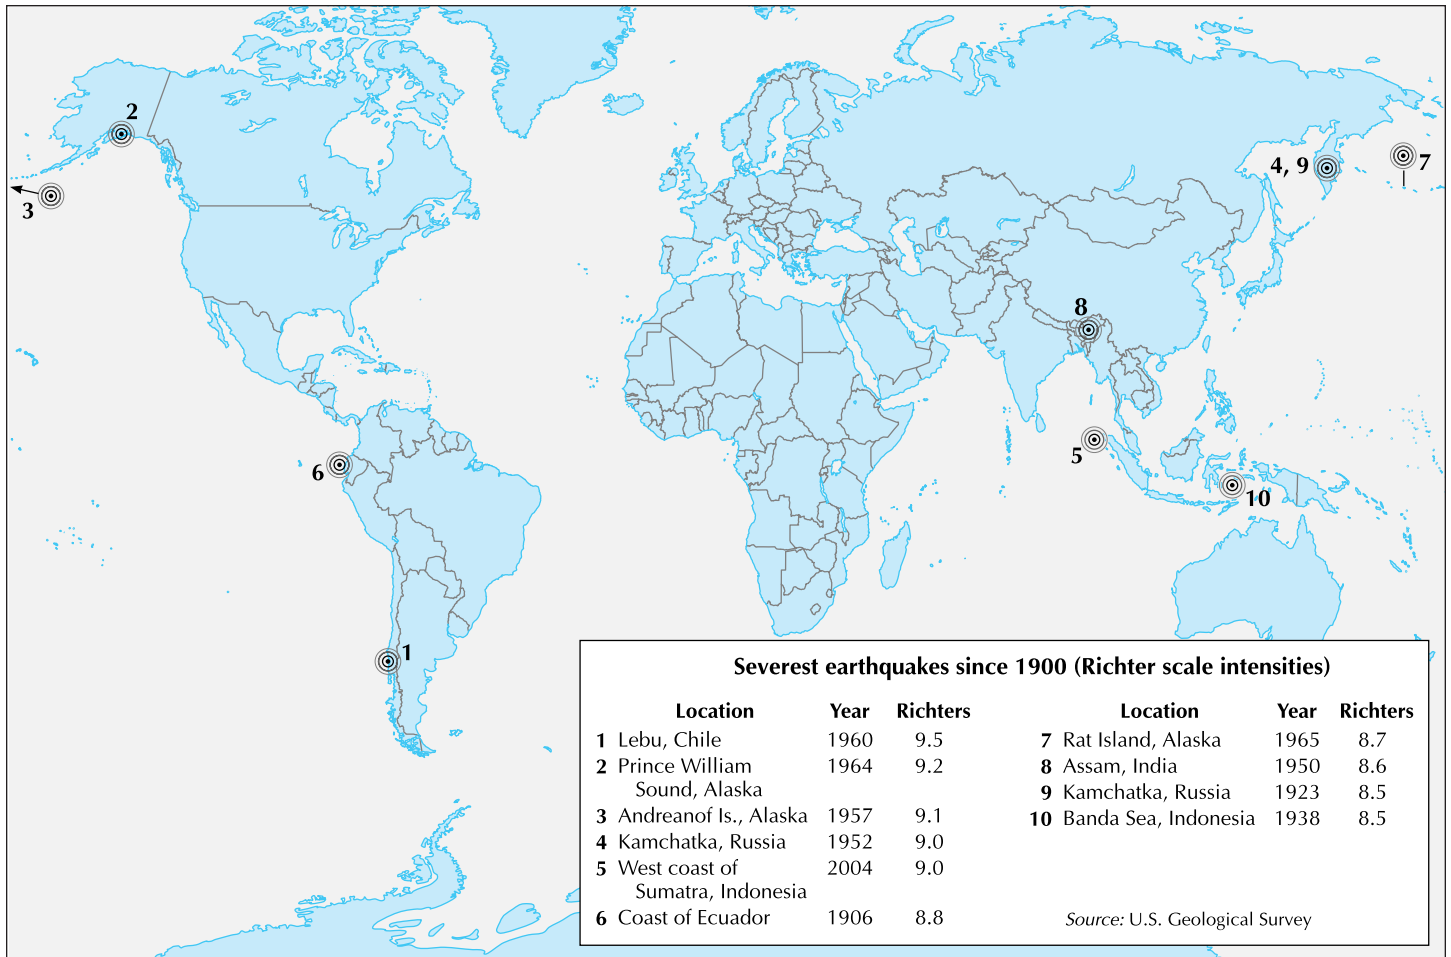 2
3
4, 9
7
8
6
5
10
1
Severest earthquakes since 1900 (Richter scale intensities)
Location Year Richters
1 Lebu, Chile 1960 9.5
2 Prince William 1964 9.2
Sound, Alaska
3 Andreanof Is., Alaska 1957 9.1
4 Kamchatka, Russia 1952 9.0
5 West coast of 2004 9.0
Sumatra, Indonesia
6 Coast of Ecuador 1906 8.8
Location Year Richters
7 Rat Island, Alaska 1965 8.7
8 Assam, India 1950 8.6
9 Kamchatka, Russia 1923 8.5
10 Banda Sea, Indonesia 1938 8.5
Source: U.S. Geological Survey